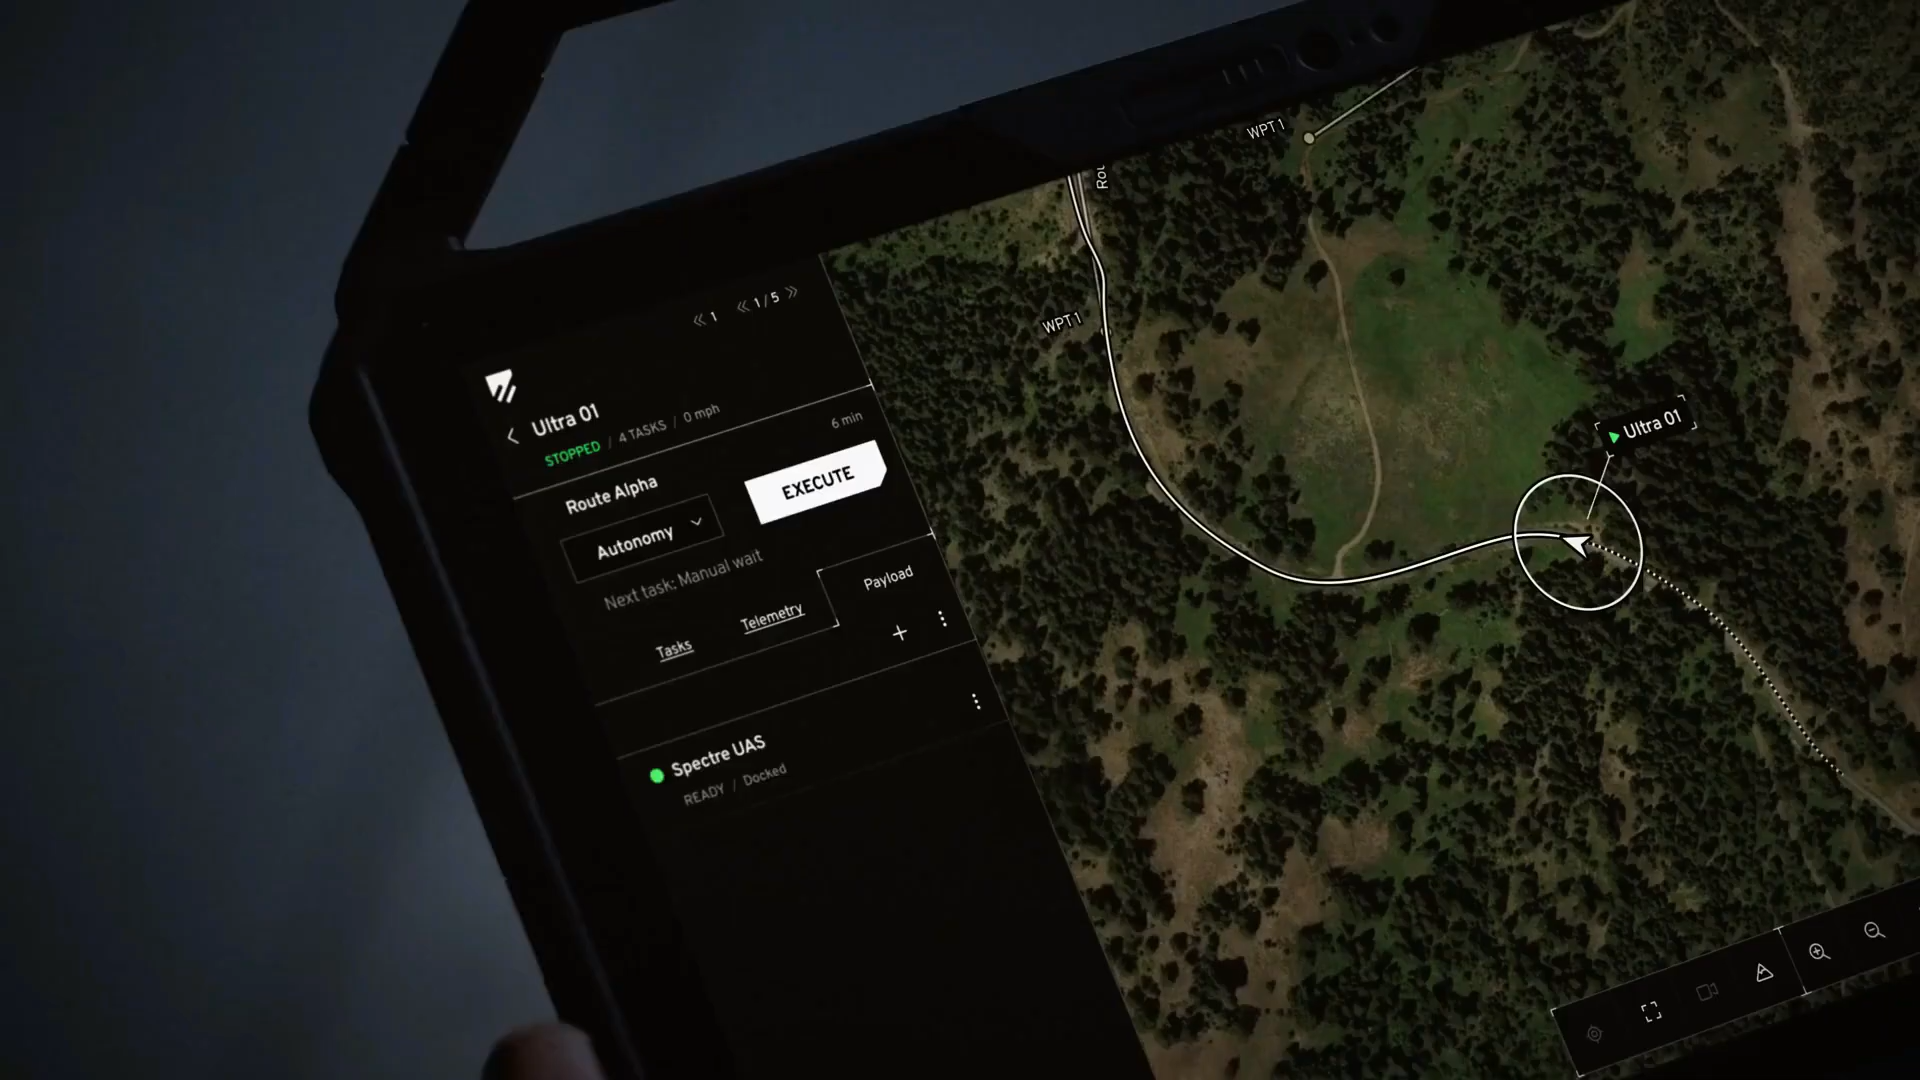 1
1 / 5
Ultra 01
STOPPED / 4 TASKS / 0 mph
6 min
Route Alpha
EXECUTE
Autonomy
Next task: Manual wait
Tasks
Telemetry
Payload
Spectre UAS
READY / Docked
WPT 1
WPT 1
Ultra 01